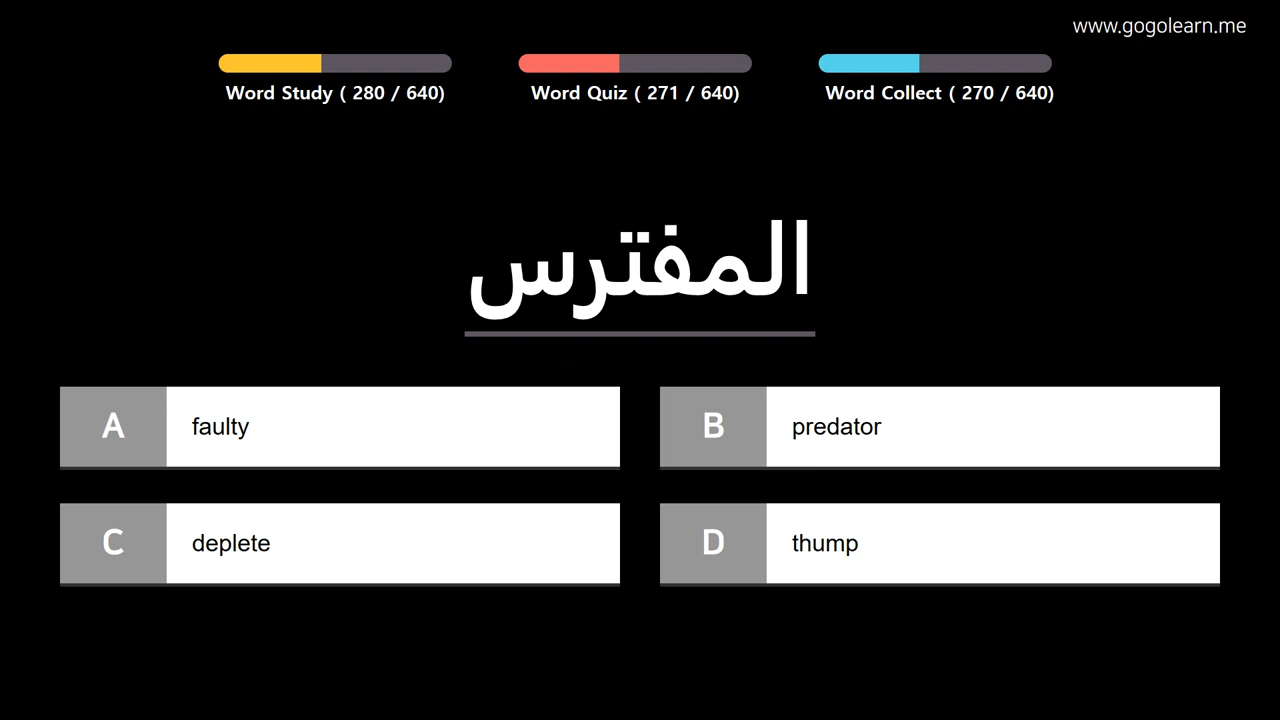 www.gogolearn.me
Word Study ( 280 / 640)
Word Quiz ( 271 / 640)
Word Collect ( 270 / 640)
المفترس
A faulty
B predator
C deplete
D thump